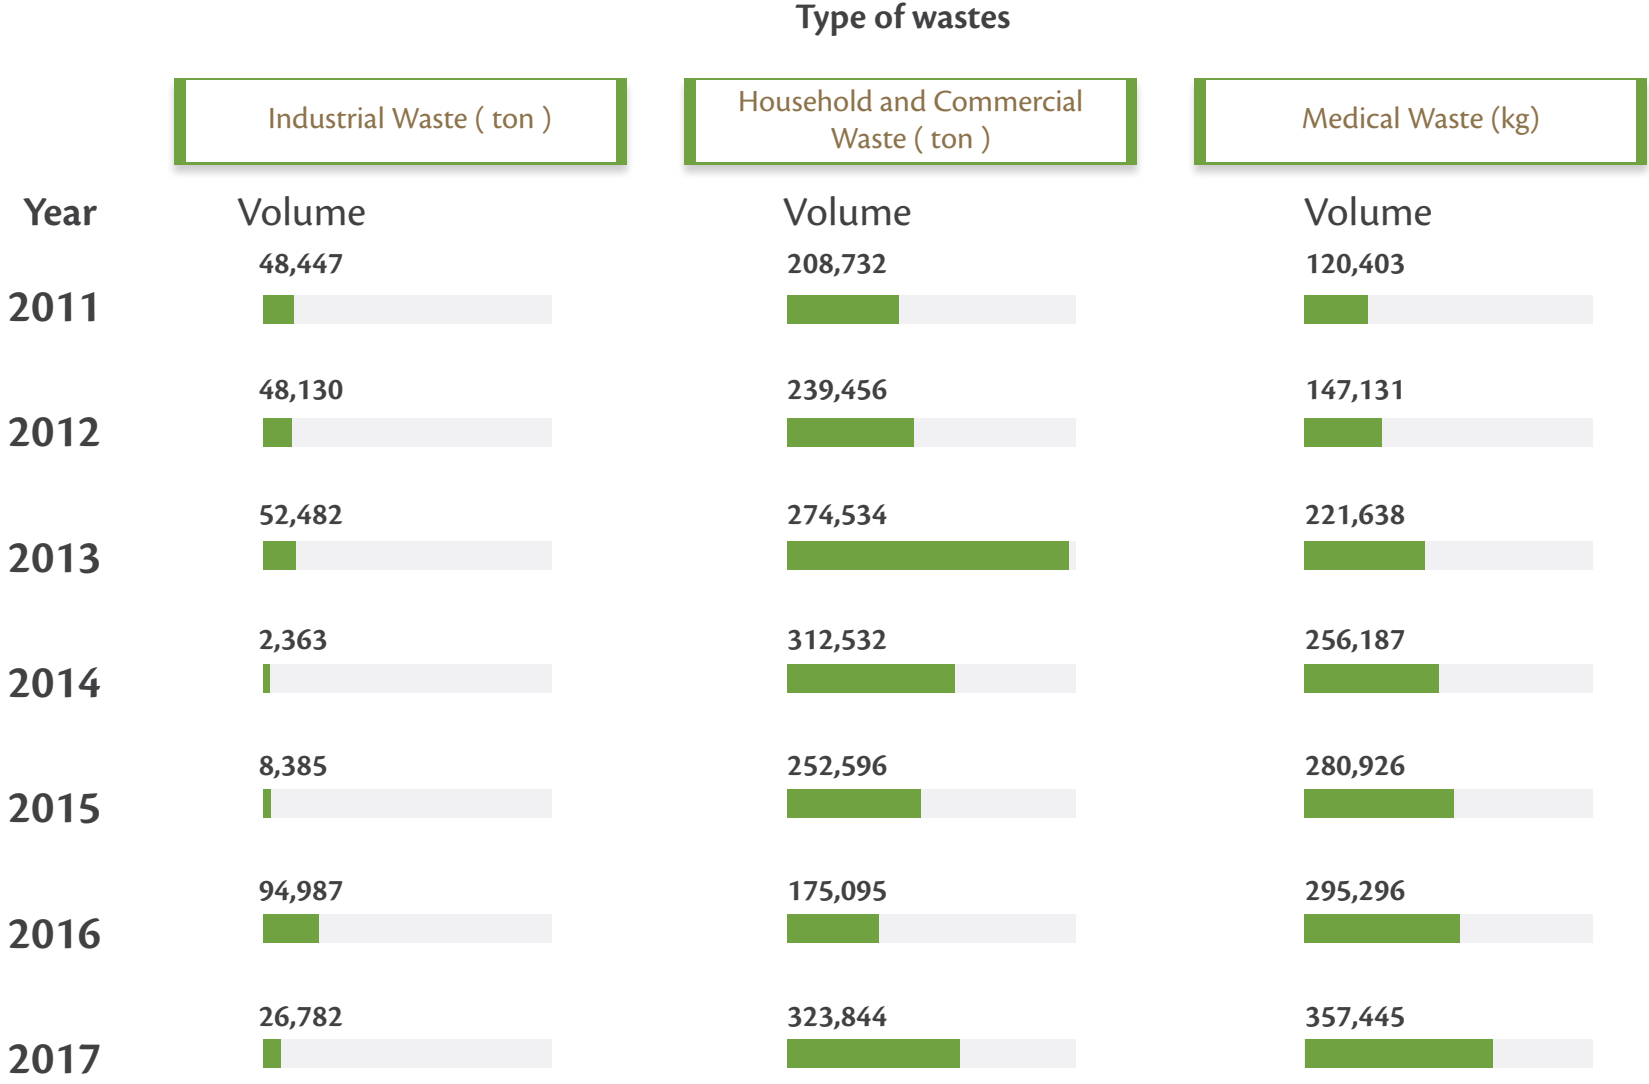 Type of wastes
Industrial Waste ( ton )
Household and Commercial
Waste ( ton )
Medical Waste (kg)
Year Volume Volume Volume
48,447 208,732 120,403
2011
48,130 239,456 147,131
2012
52,482 274,534 221,638
2013
2,363 312,532 256,187
2014
8,385 252,596 280,926
2015
94,987 175,095 295,296
2016
26,782 323,844 357,445
2017